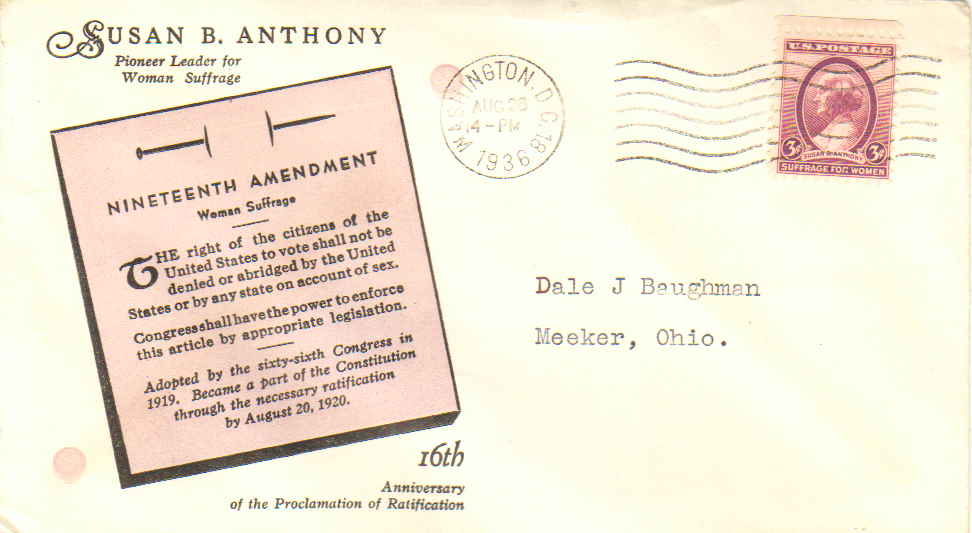 SUSAN B. ANTHONY
Pioneer Leader for
Woman Suffrage
NINETEENTH AMENDMENT
Woman Suffrage
THE right of the citizens of the
United States to vote shall not be
denied or abridged by the United
States or by any state on account of sex.
Congress shall have the power to enforce
this article by appropriate legislation.
Adopted by the sixty-sixth Congress in
1919. Became a part of the Constitution
through the necessary ratification
by August 20, 1920.
16th
Anniversary
of the Proclamation of Ratification
WASHINGTON, D.C. 18
AUG 26
4-PM
1936
U.S. POSTAGE
3¢ 3¢
SUSAN B. ANTHONY
SUFFRAGE FOR WOMEN
Dale J Baughman
Meeker, Ohio.